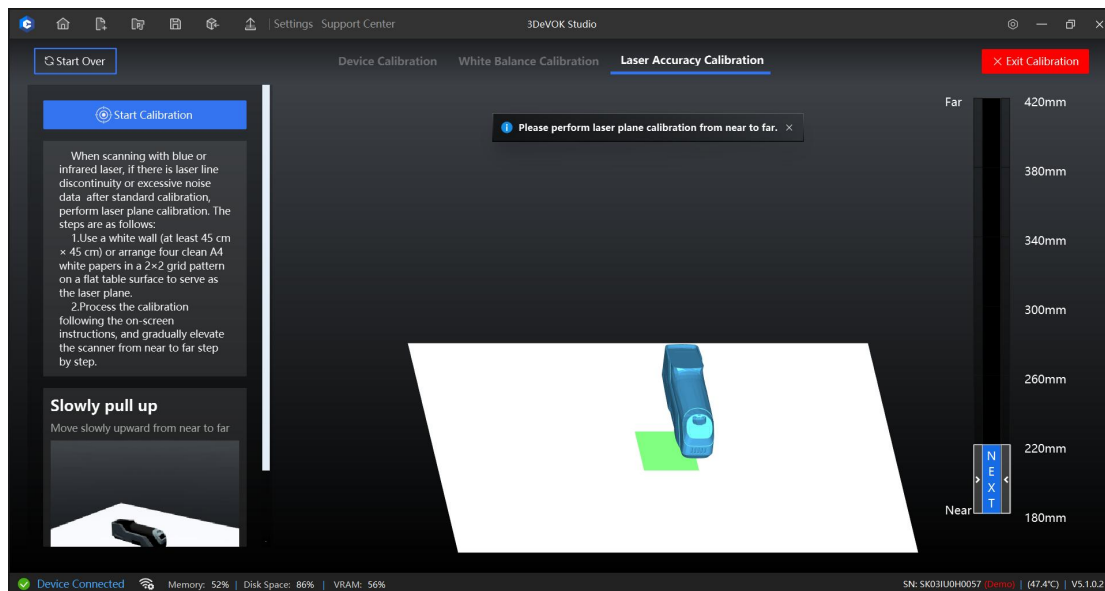 Settings Support Center
3DeVOK Studio
Start Over
Device Calibration
White Balance Calibration
Laser Accuracy Calibration
Exit Calibration
Start Calibration
When scanning with blue or
infrared laser, if there is laser line
discontinuity or excessive noise
data after standard calibration,
perform laser plane calibration. The
steps are as follows:
1.Use a white wall (at least 45 cm
× 45 cm) or arrange four clean A4
white papers in a 2×2 grid pattern
on a flat table surface to serve as
the laser plane.
2.Process the calibration
following the on-screen
instructions, and gradually elevate
the scanner from near to far step
by step.
Slowly pull up
Move slowly upward from near to far
Please perform laser plane calibration from near to far.
Far
420mm
380mm
340mm
300mm
260mm
220mm
NEXT
Near
180mm
Device Connected
Memory: 52% | Disk Space: 86% | VRAM: 56%
SN: SK03IU0H0057 (Demo) | (47.4℃) | V5.1.0.2